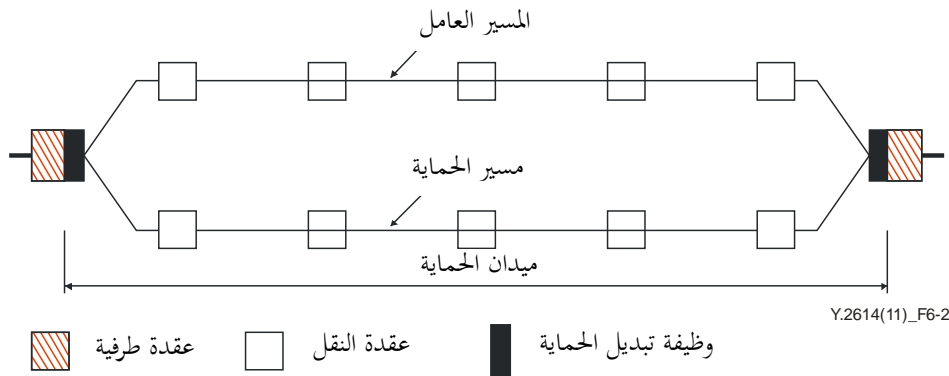 المسير العامل
مسير الحماية
ميدان الحماية
Y.2614(11)_F6-2
وظيفة تبديل الحماية
عقدة النقل
عقدة طرفية